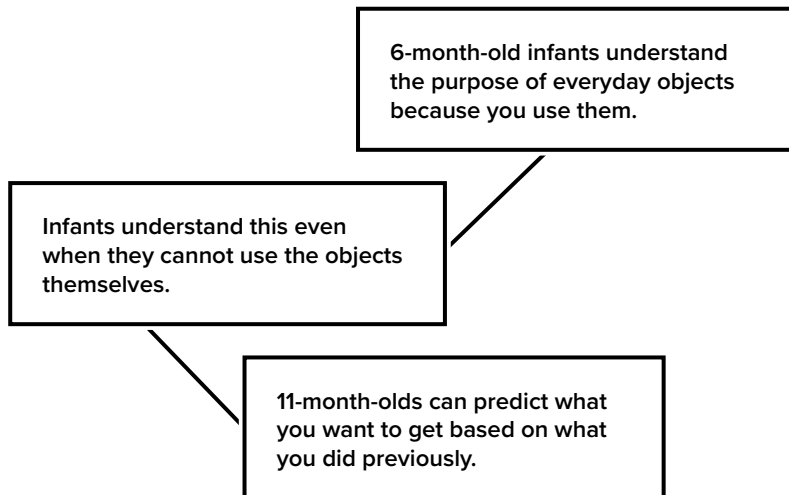 6-month-old infants understand
the purpose of everyday objects
because you use them.
Infants understand this even
when they cannot use the objects
themselves.
11-month-olds can predict what
you want to get based on what
you did previously.